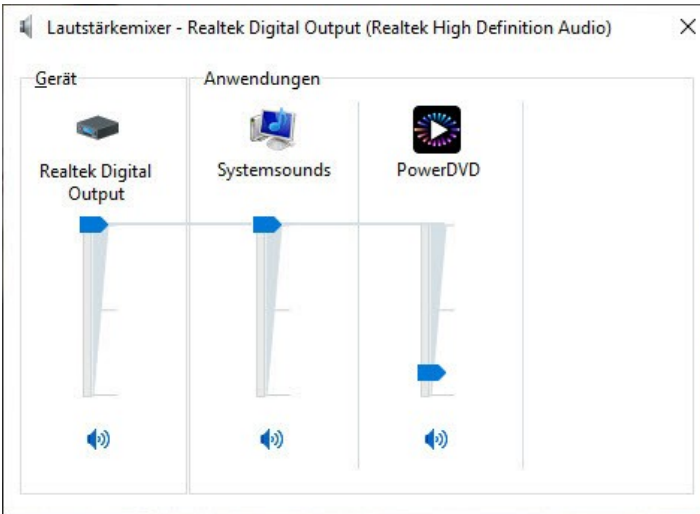 Lautstärkemixer - Realtek Digital Output (Realtek High Definition Audio)
Gerät
Anwendungen
Realtek Digital
Output
Systemsounds
PowerDVD